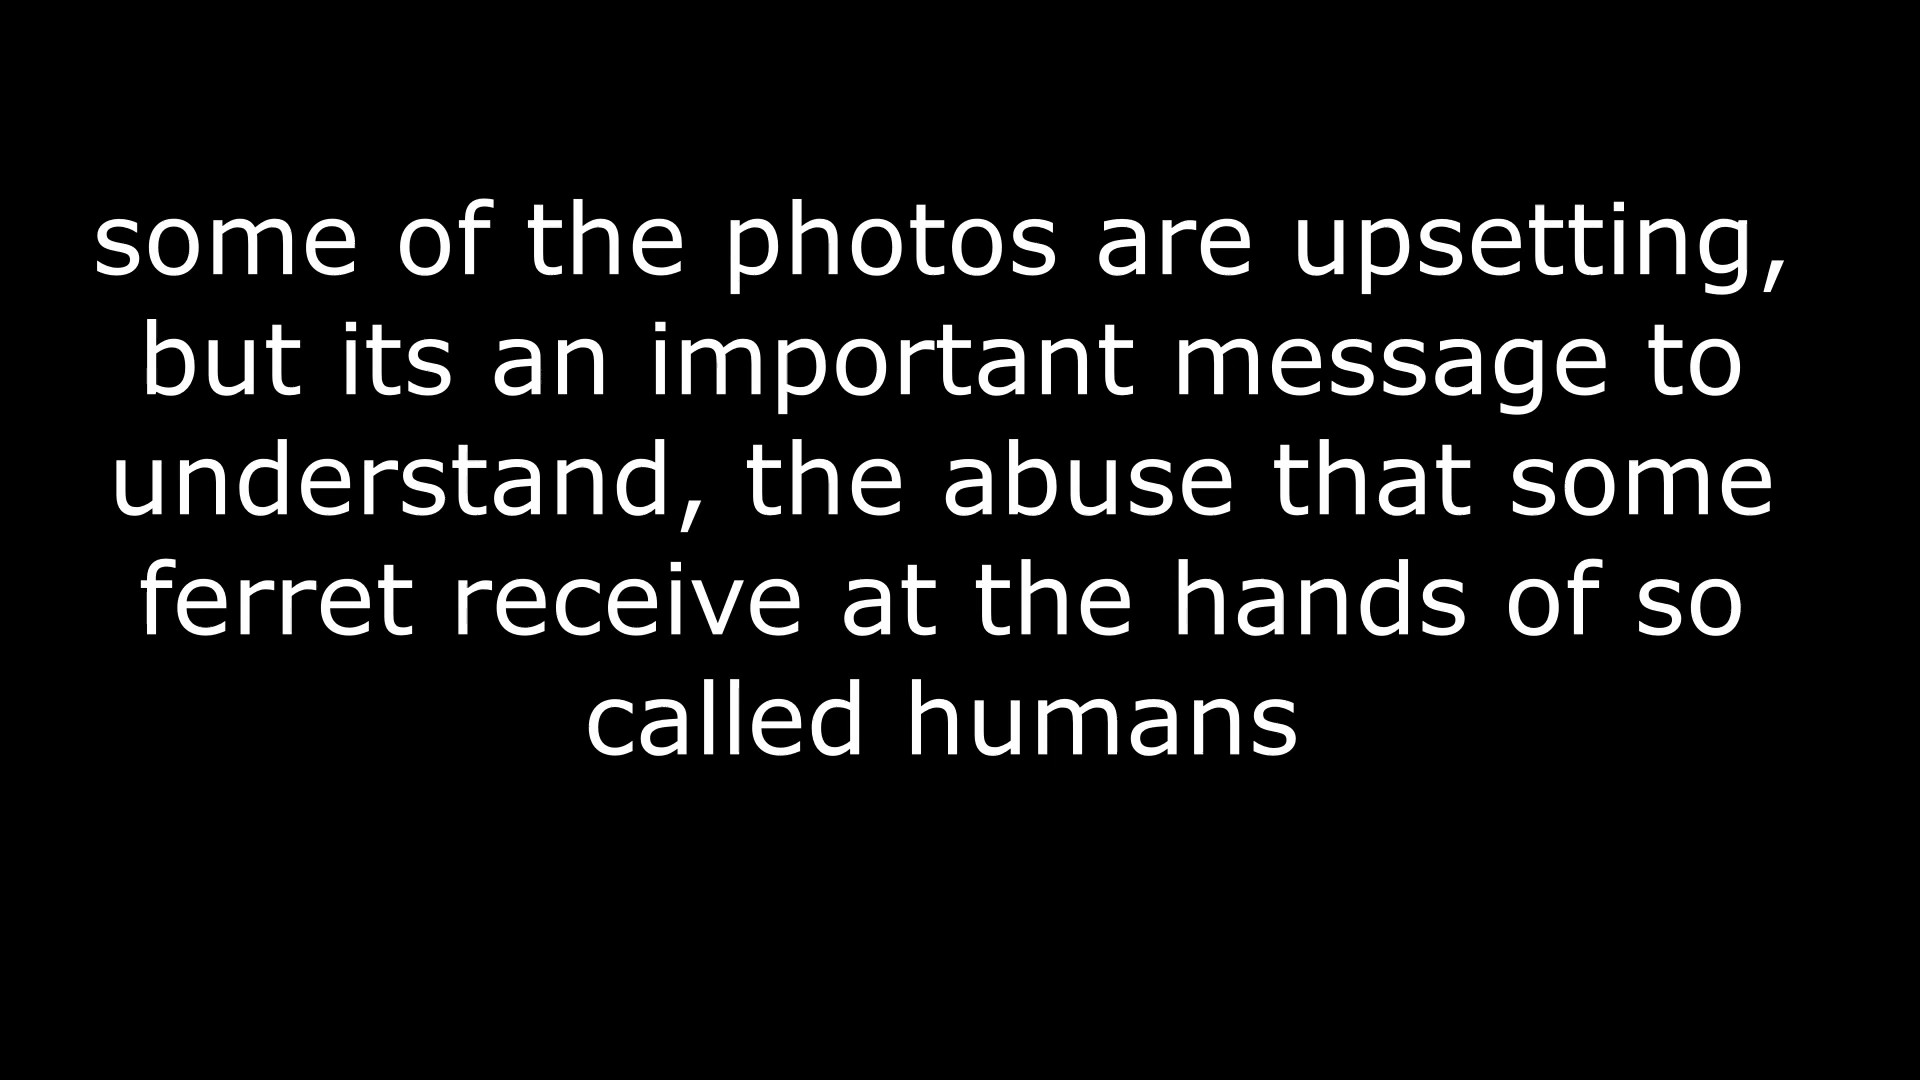 some of the photos are upsetting,
but its an important message to
understand, the abuse that some
ferret receive at the hands of so
called humans